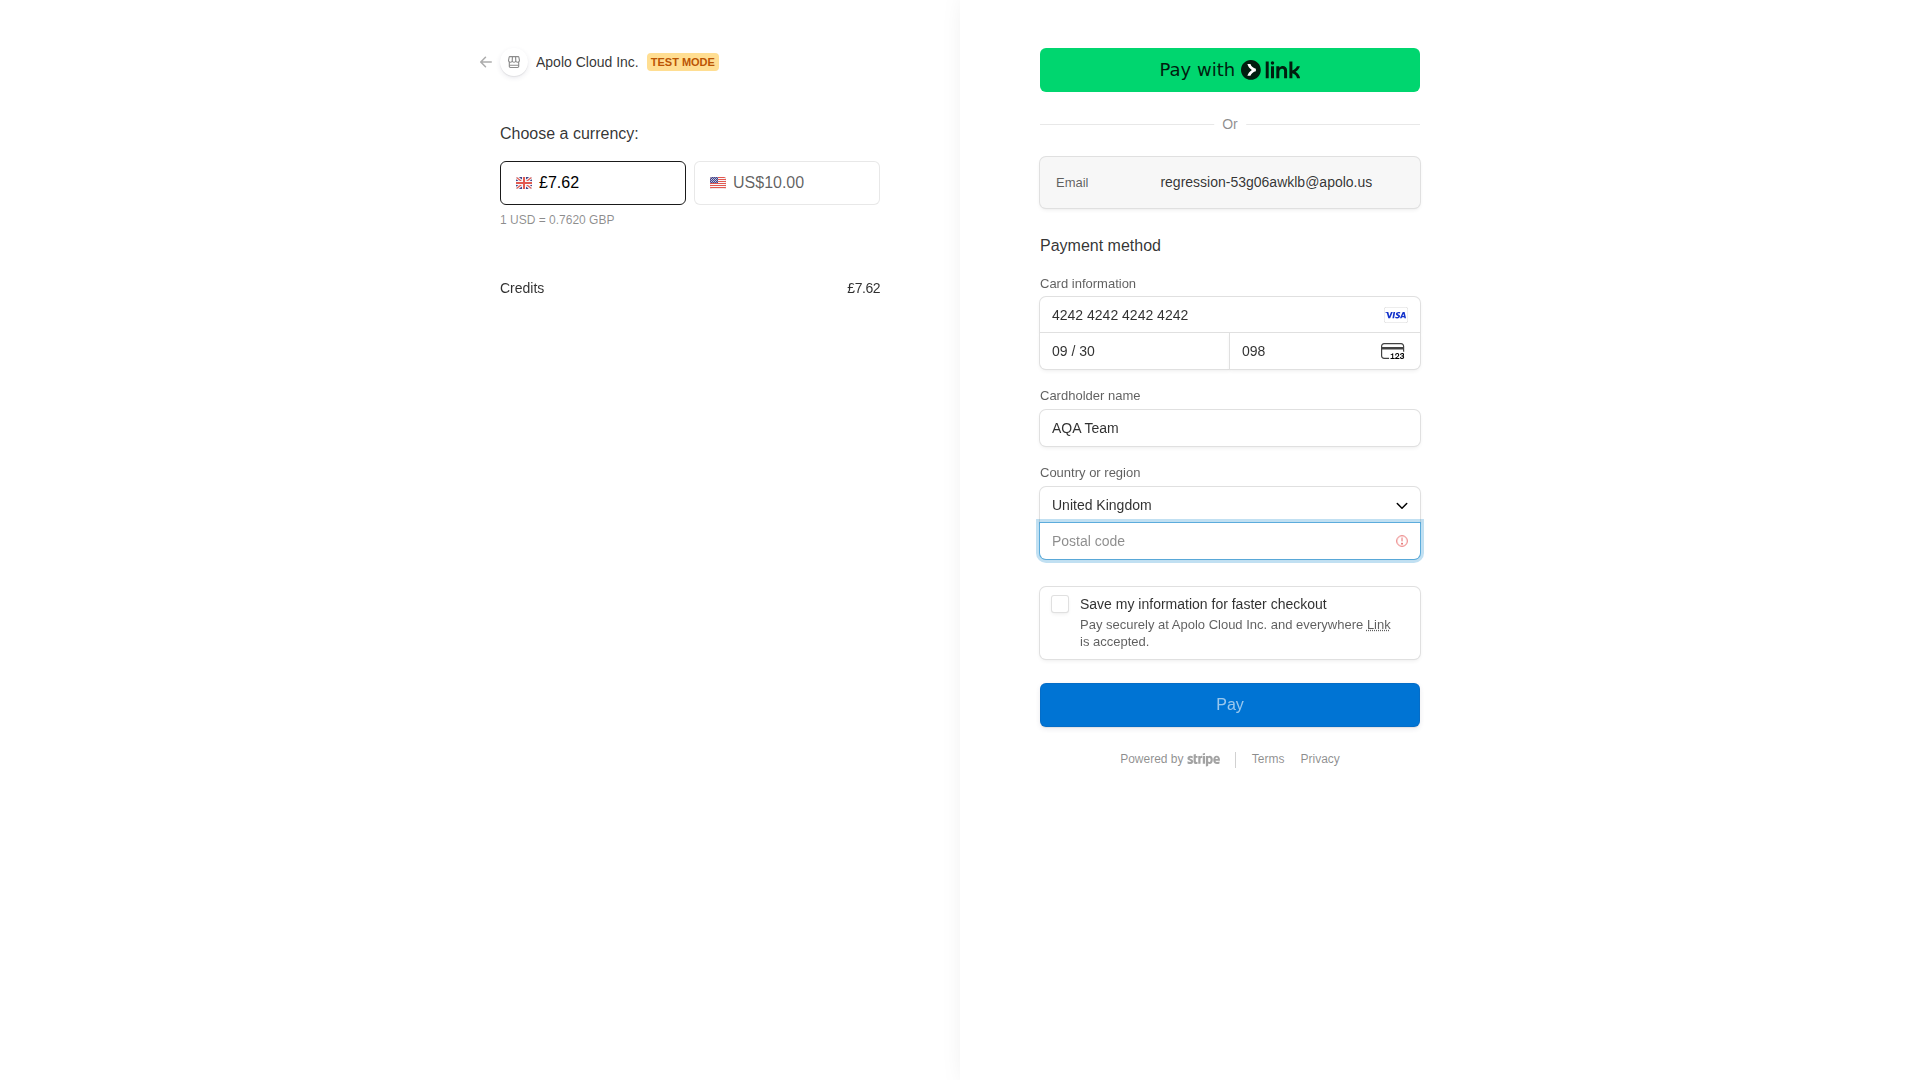 Apolo Cloud Inc. TEST MODE
Choose a currency:
£7.62
US$10.00
1 USD = 0.7620 GBP
Credits £7.62
Pay with link
Or
Email regression-53g06awklb@apolo.us
Payment method
Card information
4242 4242 4242 4242 VISA
09 / 30
098 123
Cardholder name
AQA Team
Country or region
United Kingdom
Postal code
Save my information for faster checkout
Pay securely at Apolo Cloud Inc. and everywhere Link
is accepted.
Pay
Powered by stripe
Terms Privacy